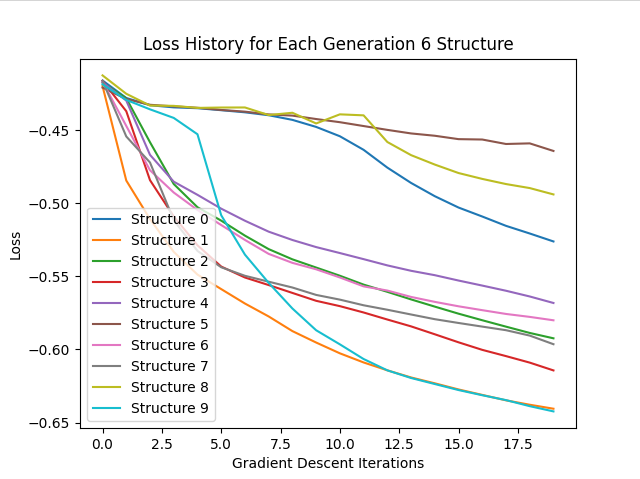 Loss History for Each Generation 6 Structure
Loss
−0.45
−0.50
−0.55
−0.60
−0.65
Structure 0
Structure 1
Structure 2
Structure 3
Structure 4
Structure 5
Structure 6
Structure 7
Structure 8
Structure 9
0.0 2.5 5.0 7.5 10.0 12.5 15.0 17.5
Gradient Descent Iterations